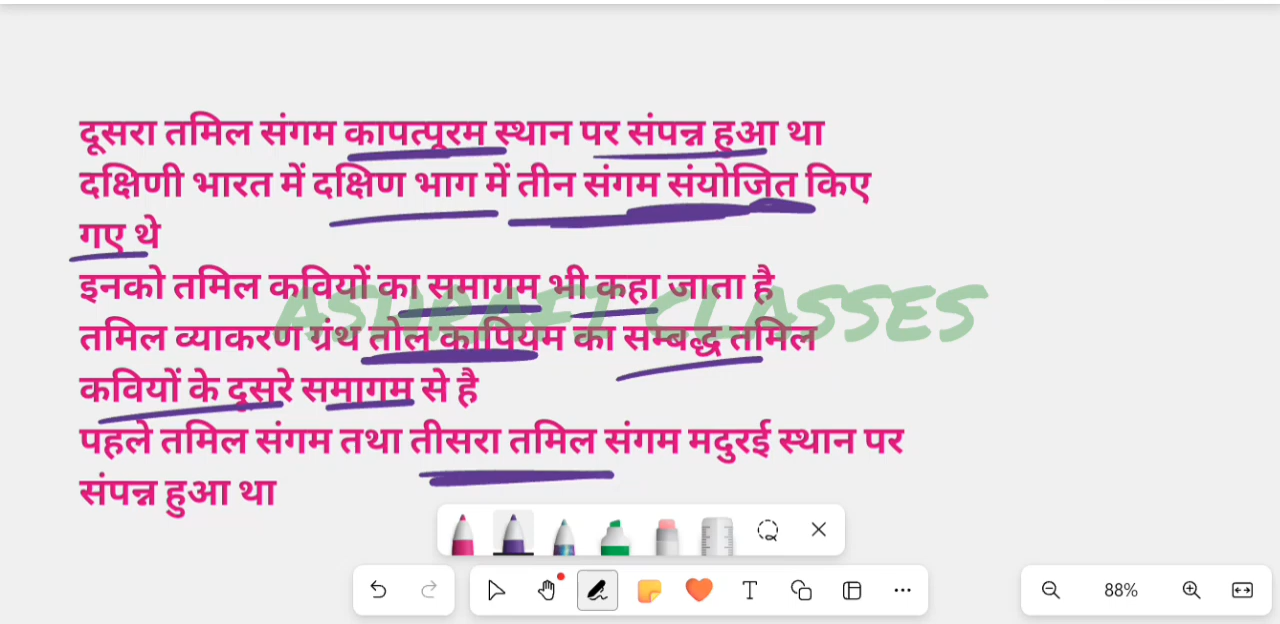 दूसरा तमिल संगम कापत्पूरम स्थान पर संपन्न हुआ था
दक्षिणी भारत में दक्षिण भाग में तीन संगम संयोजित किए
गए थे
इनको तमिल कवियों का समागम भी कहा जाता है
तमिल व्याकरण ग्रंथ तोल कापियम का सम्बद्ध तमिल
कवियों के दूसरे समागम से है
पहले तमिल संगम तथा तीसरा तमिल संगम मदुरई स्थान पर
संपन्न हुआ था
CLASSES
88%